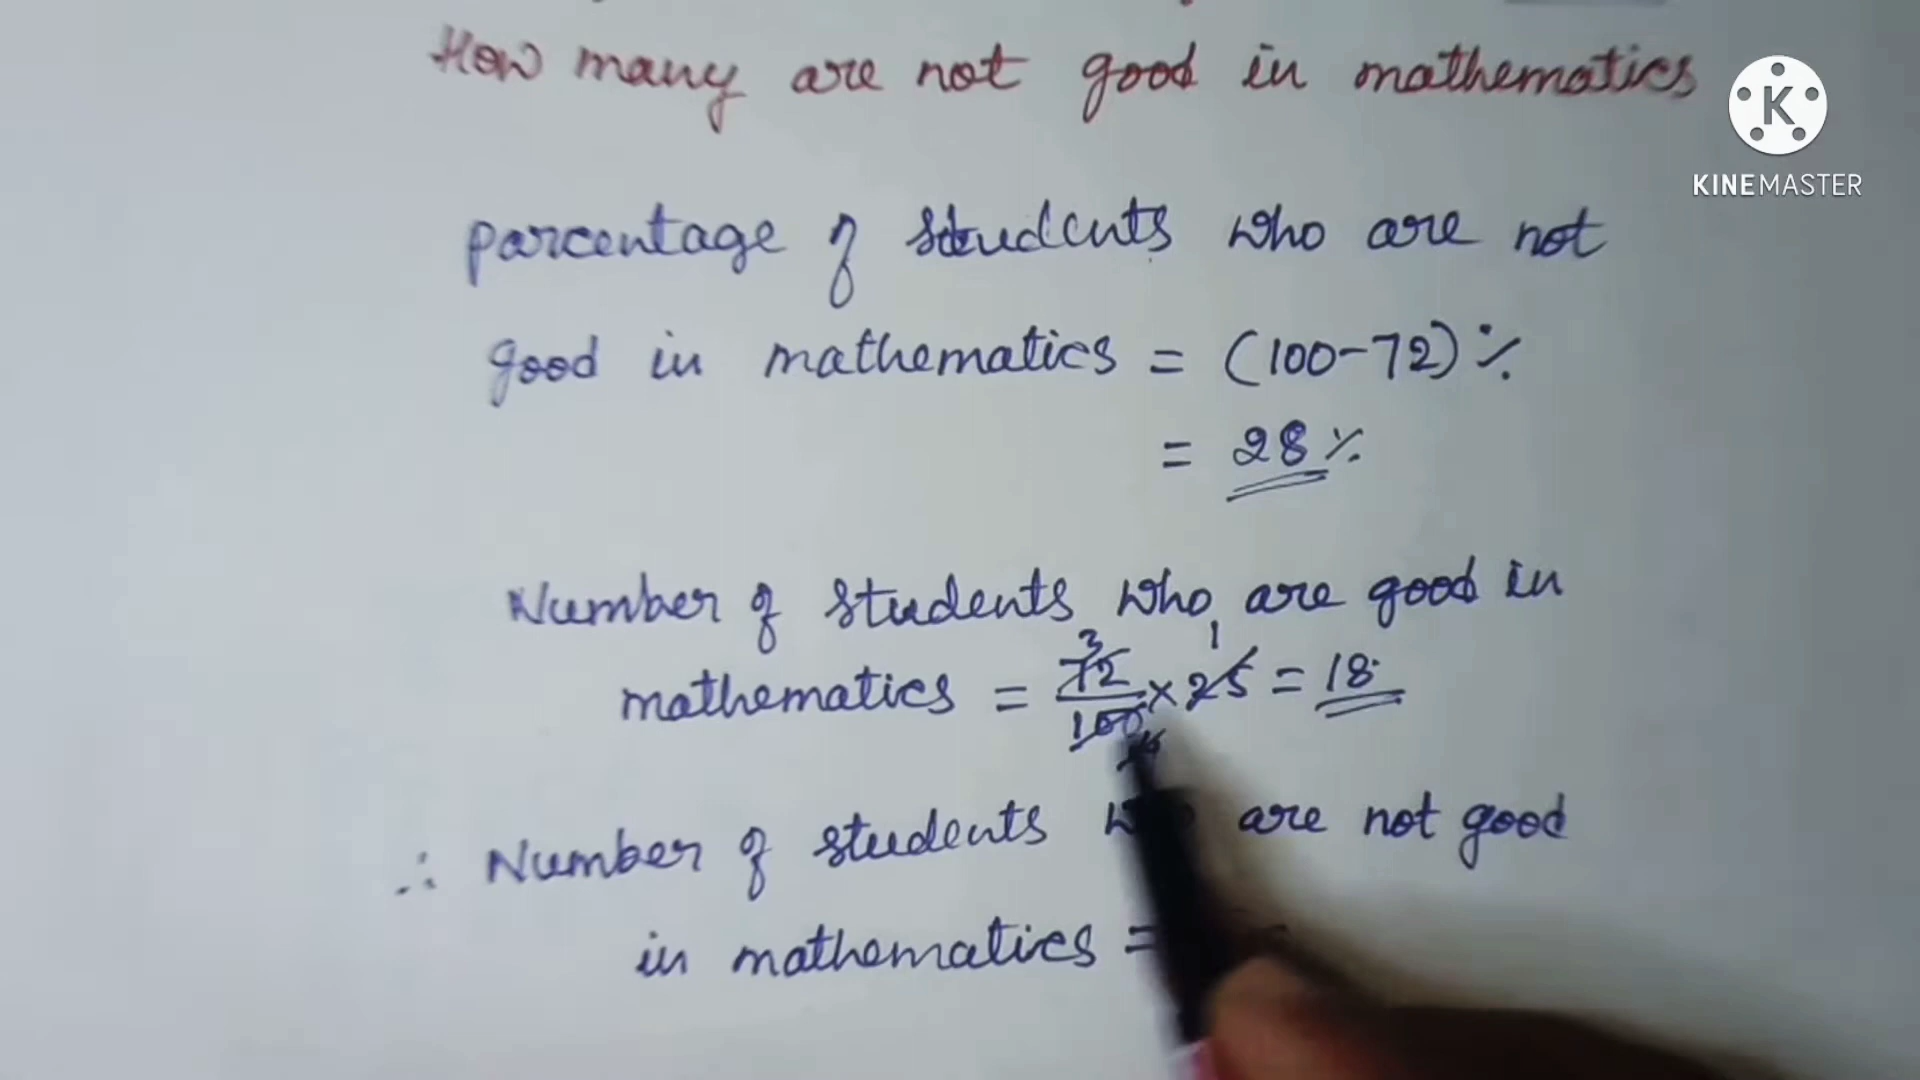 How many are not good in mathematics
K
KINEMASTER
parcentage of students who are not
good in mathematics = (100-72)%
= 28%
Number of students who are good in
mathematics = 72/100 × 25 = 18
∴ Number of students are not good
in mathematics =